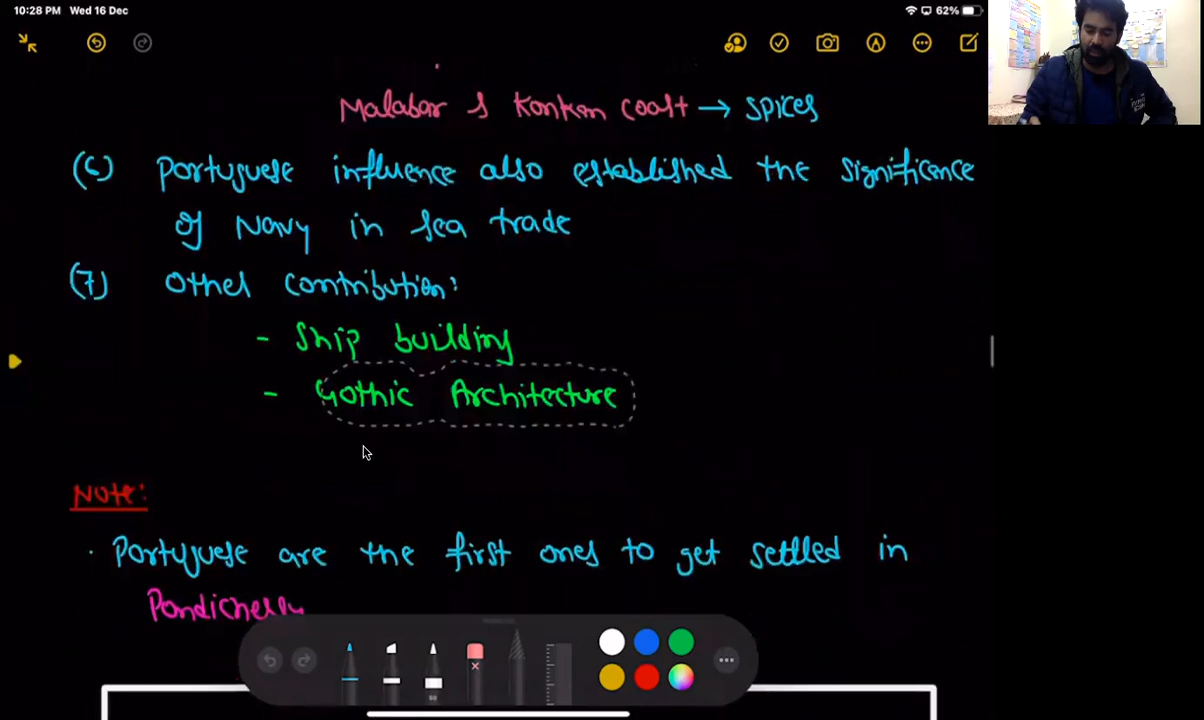 10:28 PM Wed 16 Dec 62%
Malabar & Konkan coast → spices
(6) Portuguese influence also established the significance
of Navy in sea trade
(7) Other contribution:
- Ship building
- Gothic Architecture
Note:
· Portuguese are the first ones to get settled in
Pondicherry